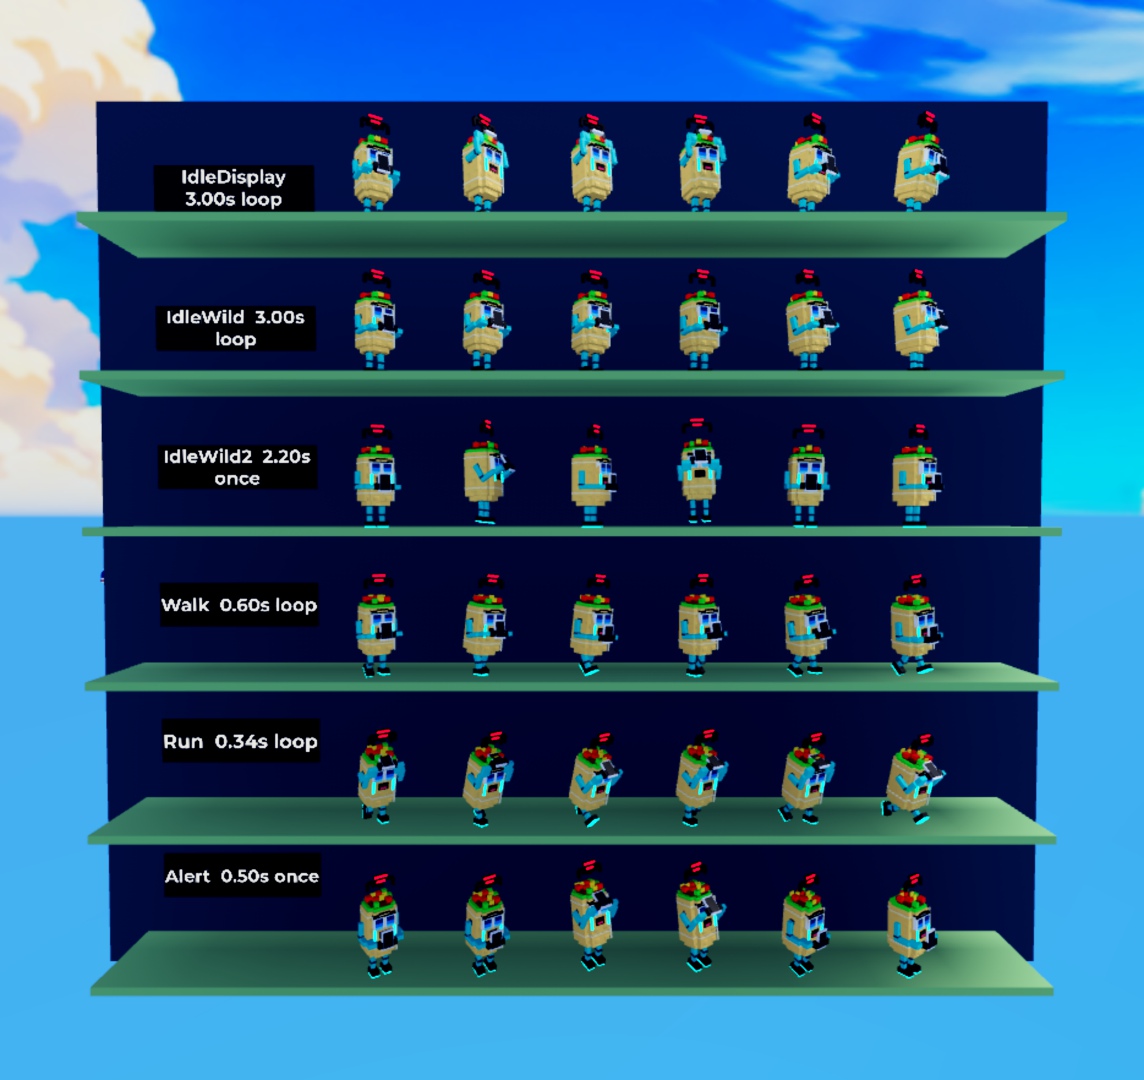 IdleDisplay
3.00s loop
IdleWild 3.00s
loop
IdleWild2 2.20s
once
Walk 0.60s loop
Run 0.34s loop
Alert 0.50s once